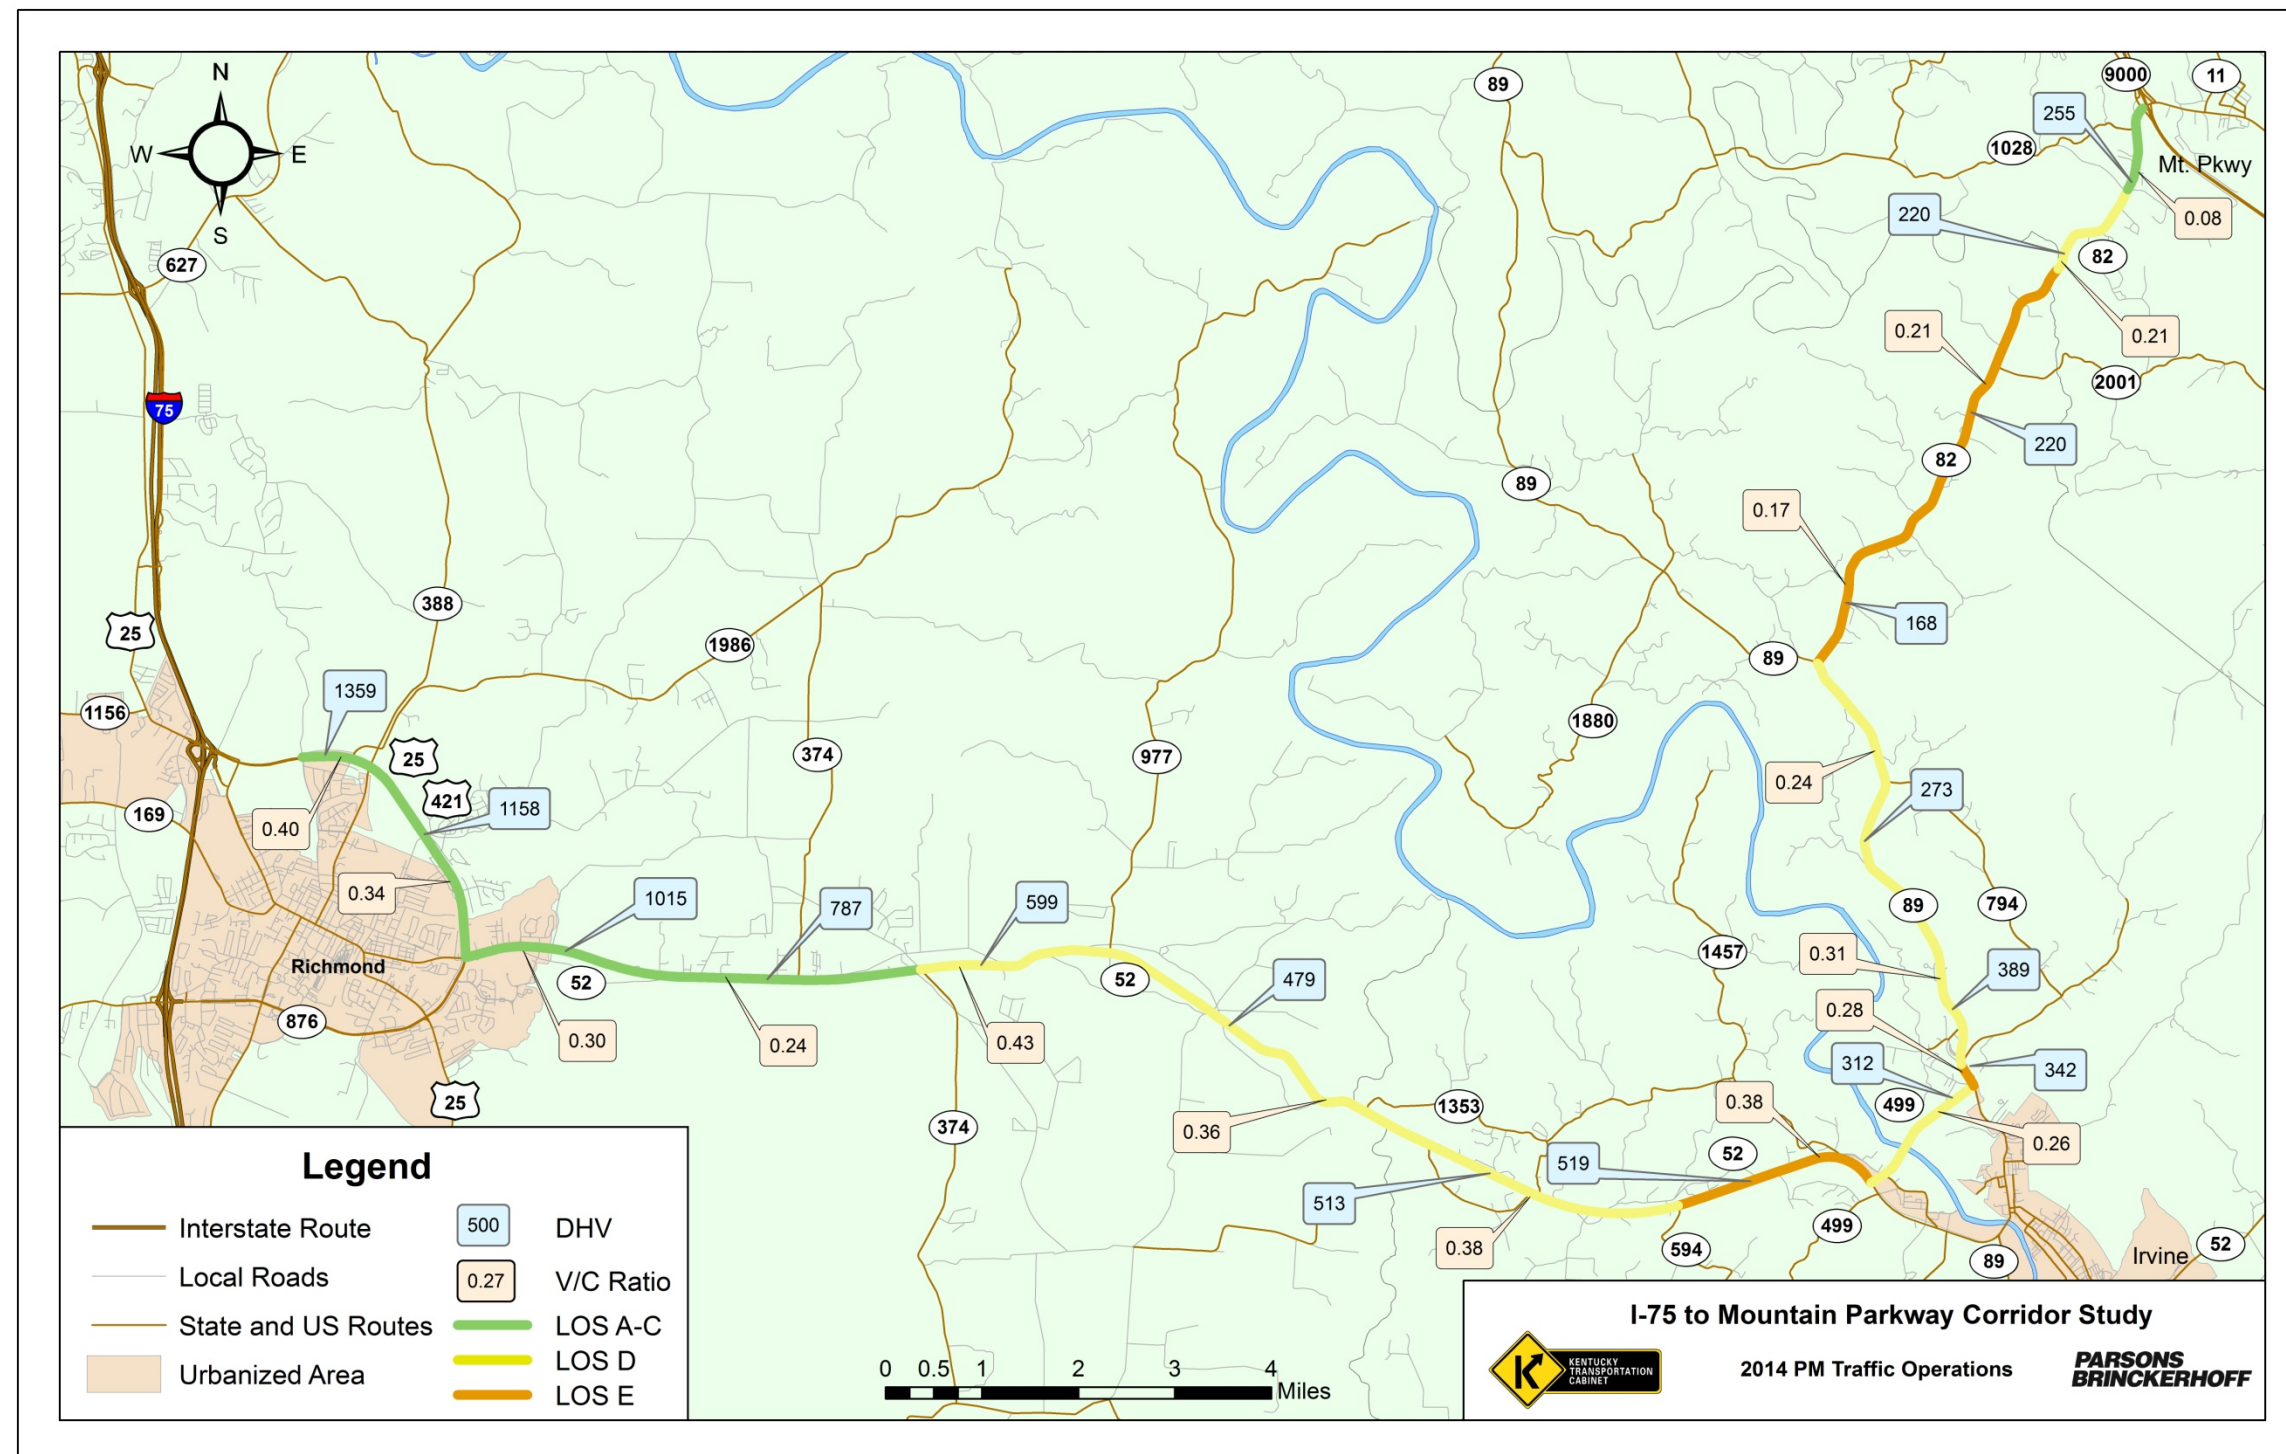 N
W
E
S
627
75
25
388
1986
1156
1359
25
421
1158
169
0.40
0.34
Richmond
876
25
1015
787
599
52
0.30
0.24
0.43
374
977
52
479
374
0.36
513
0.38
1353
519
52
0.38
594
499
89
89
89
1880
1457
9000
11
255
1028
Mt. Pkwy
220
0.08
82
0.21
0.21
2001
220
82
0.17
168
0.24
273
89
794
0.31
389
0.28
312
342
499
0.26
89
Irvine
52
Legend
Interstate Route
Local Roads
State and US Routes
Urbanized Area
500 DHV
0.27 V/C Ratio
LOS A-C
LOS D
LOS E
0 0.5 1 2 3 4
Miles
I-75 to Mountain Parkway Corridor Study
K
KENTUCKY
TRANSPORTATION
CABINET
2014 PM Traffic Operations
PARSONS
BRINCKERHOFF